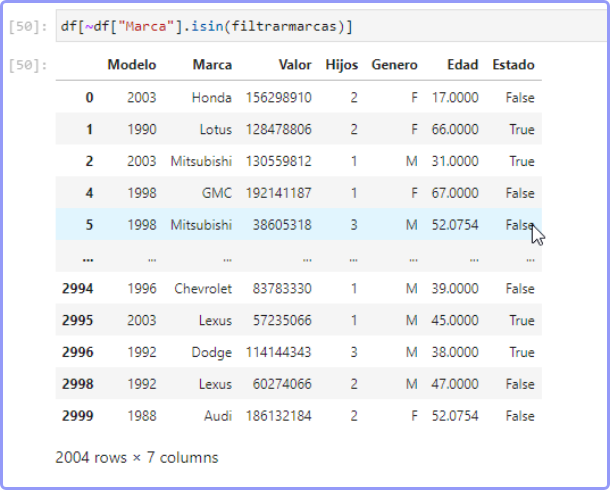 [50]: df[~df["Marca"].isin(filtrarmarcas)]
[50]: Modelo Marca Valor Hijos Genero Edad Estado
0 2003 Honda 156298910 2 F 17.0000 False
1 1990 Lotus 128478806 2 F 66.0000 True
2 2003 Mitsubishi 130559812 1 M 31.0000 True
4 1998 GMC 192141187 1 F 67.0000 False
5 1998 Mitsubishi 38605318 3 M 52.0754 False
... ... ... ... ... ... ... ...
2994 1996 Chevrolet 83783330 1 M 39.0000 False
2995 2003 Lexus 57235066 1 M 45.0000 True
2996 1992 Dodge 114144343 3 M 38.0000 True
2998 1992 Lexus 60274066 2 M 47.0000 False
2999 1988 Audi 186132184 2 F 52.0754 False
2004 rows × 7 columns